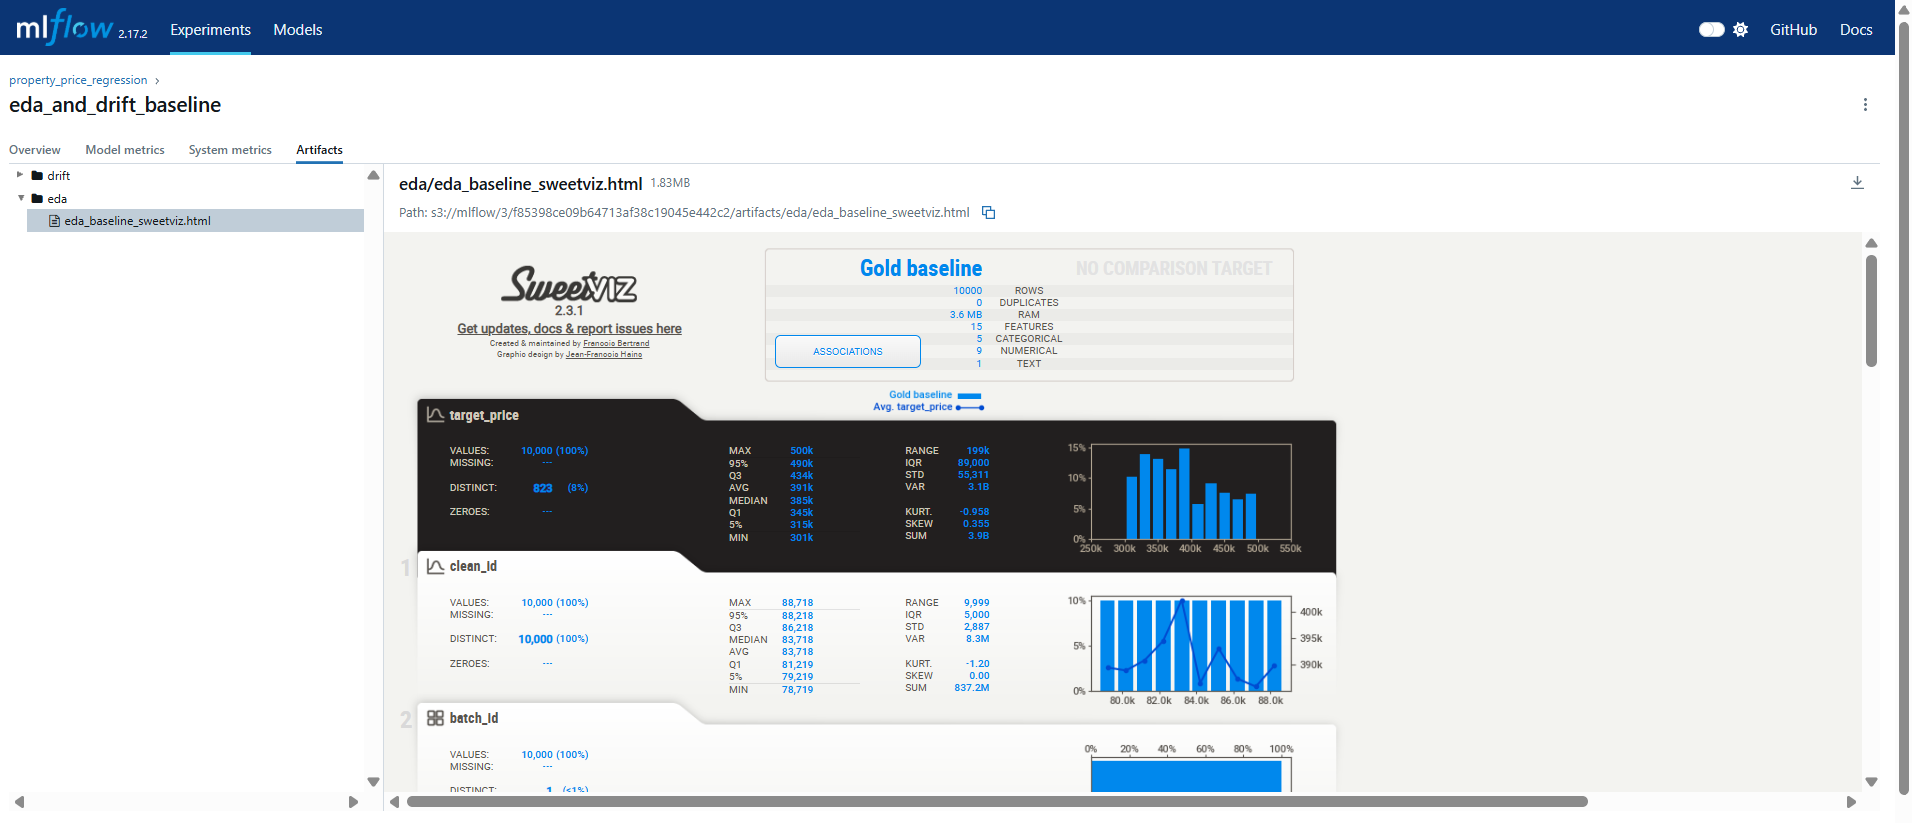 mlflow 2.17.2 Experiments Models GitHub Docs
property_price_regression
eda_and_drift_baseline
Overview Model metrics System metrics Artifacts
drift
eda
eda_baseline_sweetviz.html
eda/eda_baseline_sweetviz.html 1.83MB
Path: s3://mlflow/3/f85398ce09b64713af38c19045e442c2/artifacts/eda/eda_baseline_sweetviz.html
SweetVIZ
2.3.1
Get updates, docs & report issues here
Created & maintained by Francois Bertrand
Graphic design by Jean-Francois Hains
Gold baseline NO COMPARISON TARGET
10000 ROWS
0 DUPLICATES
3.6 MB RAM
15 FEATURES
5 CATEGORICAL
9 NUMERICAL
1 TEXT
ASSOCIATIONS
Gold baseline
Avg. target_price
target_price
VALUES: 10,000 (100%)
MISSING: ---
DISTINCT: 823 (8%)
ZEROES: ---
MAX 500k
95% 490k
Q3 434k
AVG 391k
MEDIAN 385k
Q1 345k
5% 315k
MIN 301k
RANGE 199k
IQR 89,000
STD 55,311
VAR 3.1B
KURT. -0.958
SKEW 0.355
SUM 3.9B
15%
10%
5%
0%
250k 300k 350k 400k 450k 500k 550k
1 clean_id
VALUES: 10,000 (100%)
MISSING: ---
DISTINCT: 10,000 (100%)
ZEROES: ---
MAX 88,718
95% 88,218
Q3 86,218
MEDIAN 83,718
AVG 83,718
Q1 81,219
5% 79,219
MIN 78,719
RANGE 9,999
IQR 5,000
STD 2,887
VAR 8.3M
KURT. -1.20
SKEW 0.00
SUM 837.2M
10%
5%
0%
400k
395k
390k
80.0k 82.0k 84.0k 86.0k 88.0k
2 batch_id
VALUES: 10,000 (100%)
MISSING: ---
DISTINCT: 1 (<1%)
0% 20% 40% 60% 80% 100%